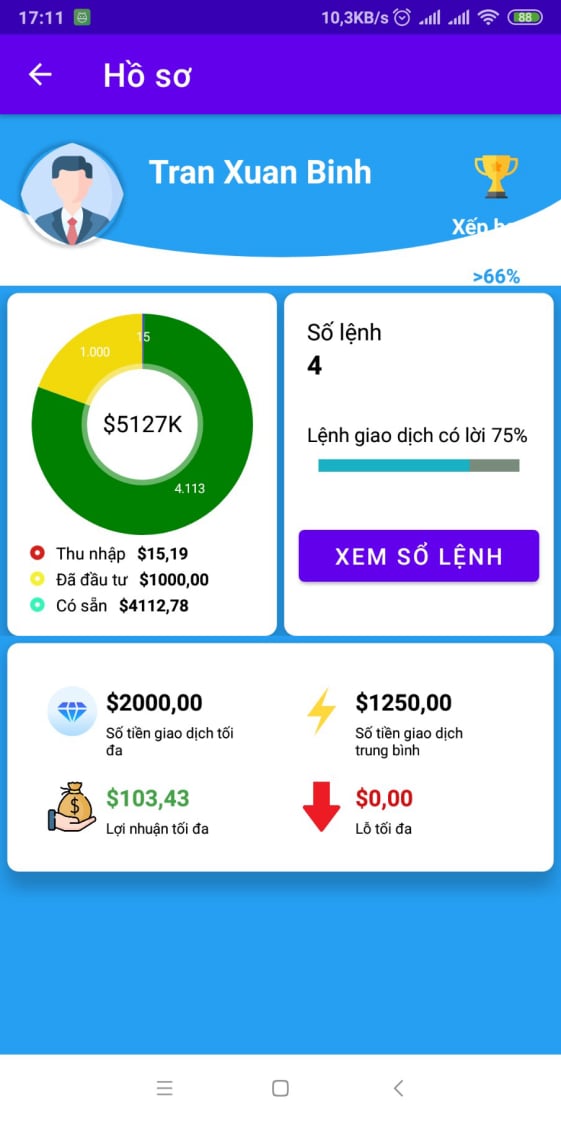 17:11
10,3KB/s
88
Hồ sơ
Tran Xuan Binh
Xếp
>66%
15
1.000
$5127K
4.113
Thu nhập $15,19
Đã đầu tư $1000,00
Có sẵn $4112,78
Số lệnh
4
Lệnh giao dịch có lời 75%
XEM SỔ LỆNH
$2000,00
Số tiền giao dịch tối
đa
$1250,00
Số tiền giao dịch
trung bình
$103,43
Lợi nhuận tối đa
$0,00
Lỗ tối đa